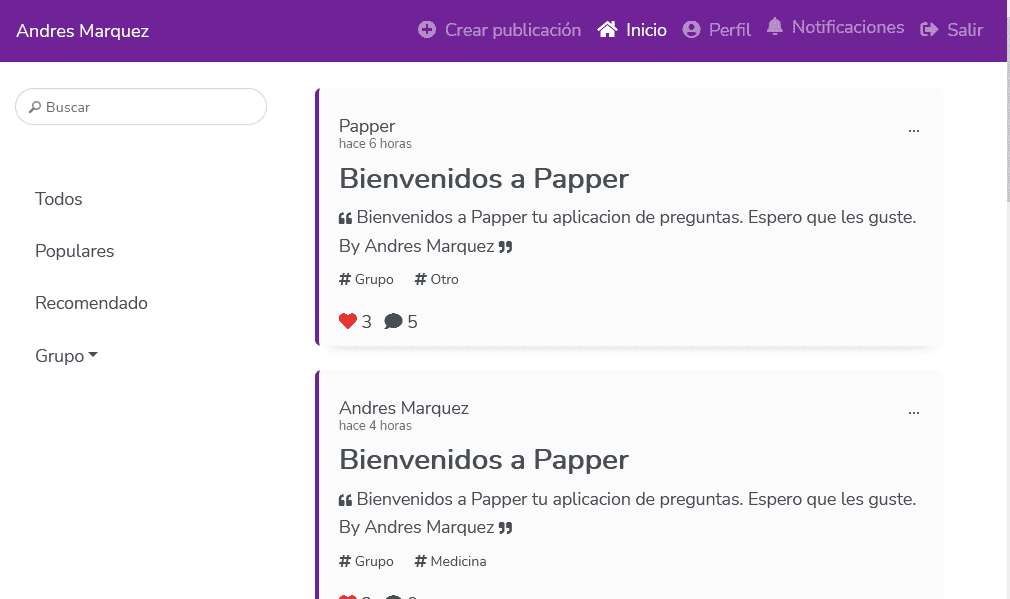 Andres Marquez
Crear publicación
Inicio
Perfil
Notificaciones
Salir
Buscar
Todos
Populares
Recomendado
Grupo
Papper
...
hace 6 horas
Bienvenidos a Papper
❝ Bienvenidos a Papper tu aplicacion de preguntas. Espero que les guste.
By Andres Marquez ❞
# Grupo # Otro
3 5
Andres Marquez
...
hace 4 horas
Bienvenidos a Papper
❝ Bienvenidos a Papper tu aplicacion de preguntas. Espero que les guste.
By Andres Marquez ❞
# Grupo # Medicina